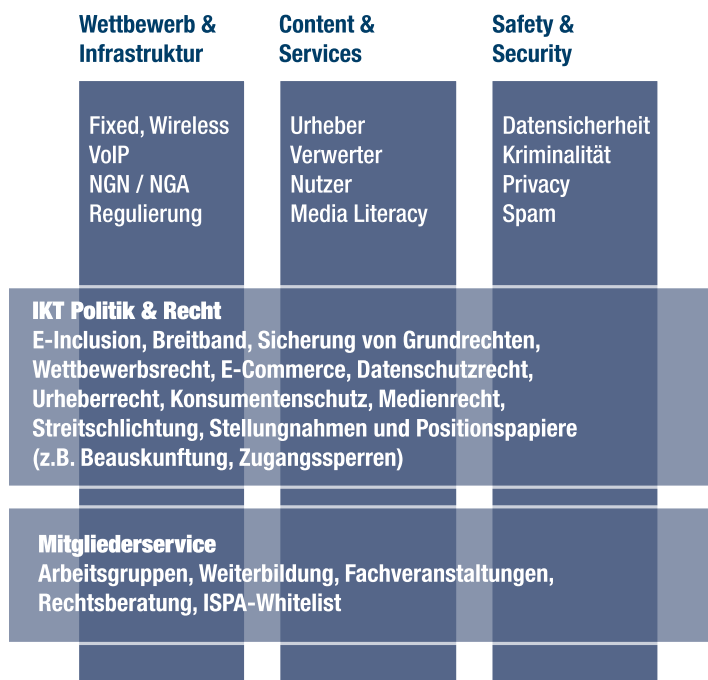 Wettbewerb &
Infrastruktur
Content &
Services
Safety &
Security
Fixed, Wireless
VoIP
NGN / NGA
Regulierung
Urheber
Verwerter
Nutzer
Media Literacy
Datensicherheit
Kriminalität
Privacy
Spam
IKT Politik & Recht
E-Inclusion, Breitband, Sicherung von Grundrechten,
Wettbewerbsrecht, E-Commerce, Datenschutzrecht,
Urheberrecht, Konsumentenschutz, Medienrecht,
Streitschlichtung, Stellungnahmen und Positionspapiere
(z.B. Beauskunftung, Zugangssperren)
Mitgliederservice
Arbeitsgruppen, Weiterbildung, Fachveranstaltungen,
Rechtsberatung, ISPA-Whitelist